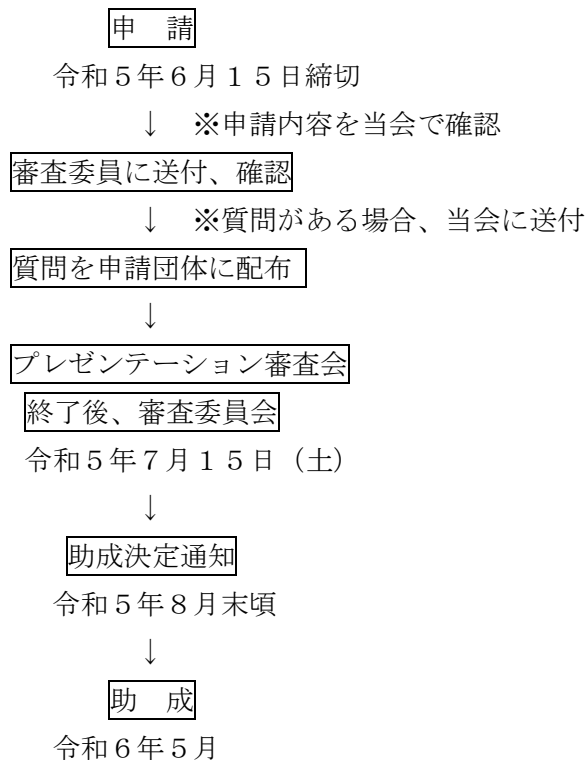 申　請
令和５年６月１５日締切
↓　※申請内容を当会で確認
審査委員に送付、確認
↓　※質問がある場合、当会に送付
質問を申請団体に配布
↓
プレゼンテーション審査会
終了後、審査委員会
令和５年７月１５日（土）
↓
助成決定通知
令和５年８月末頃
↓
助　成
令和６年５月